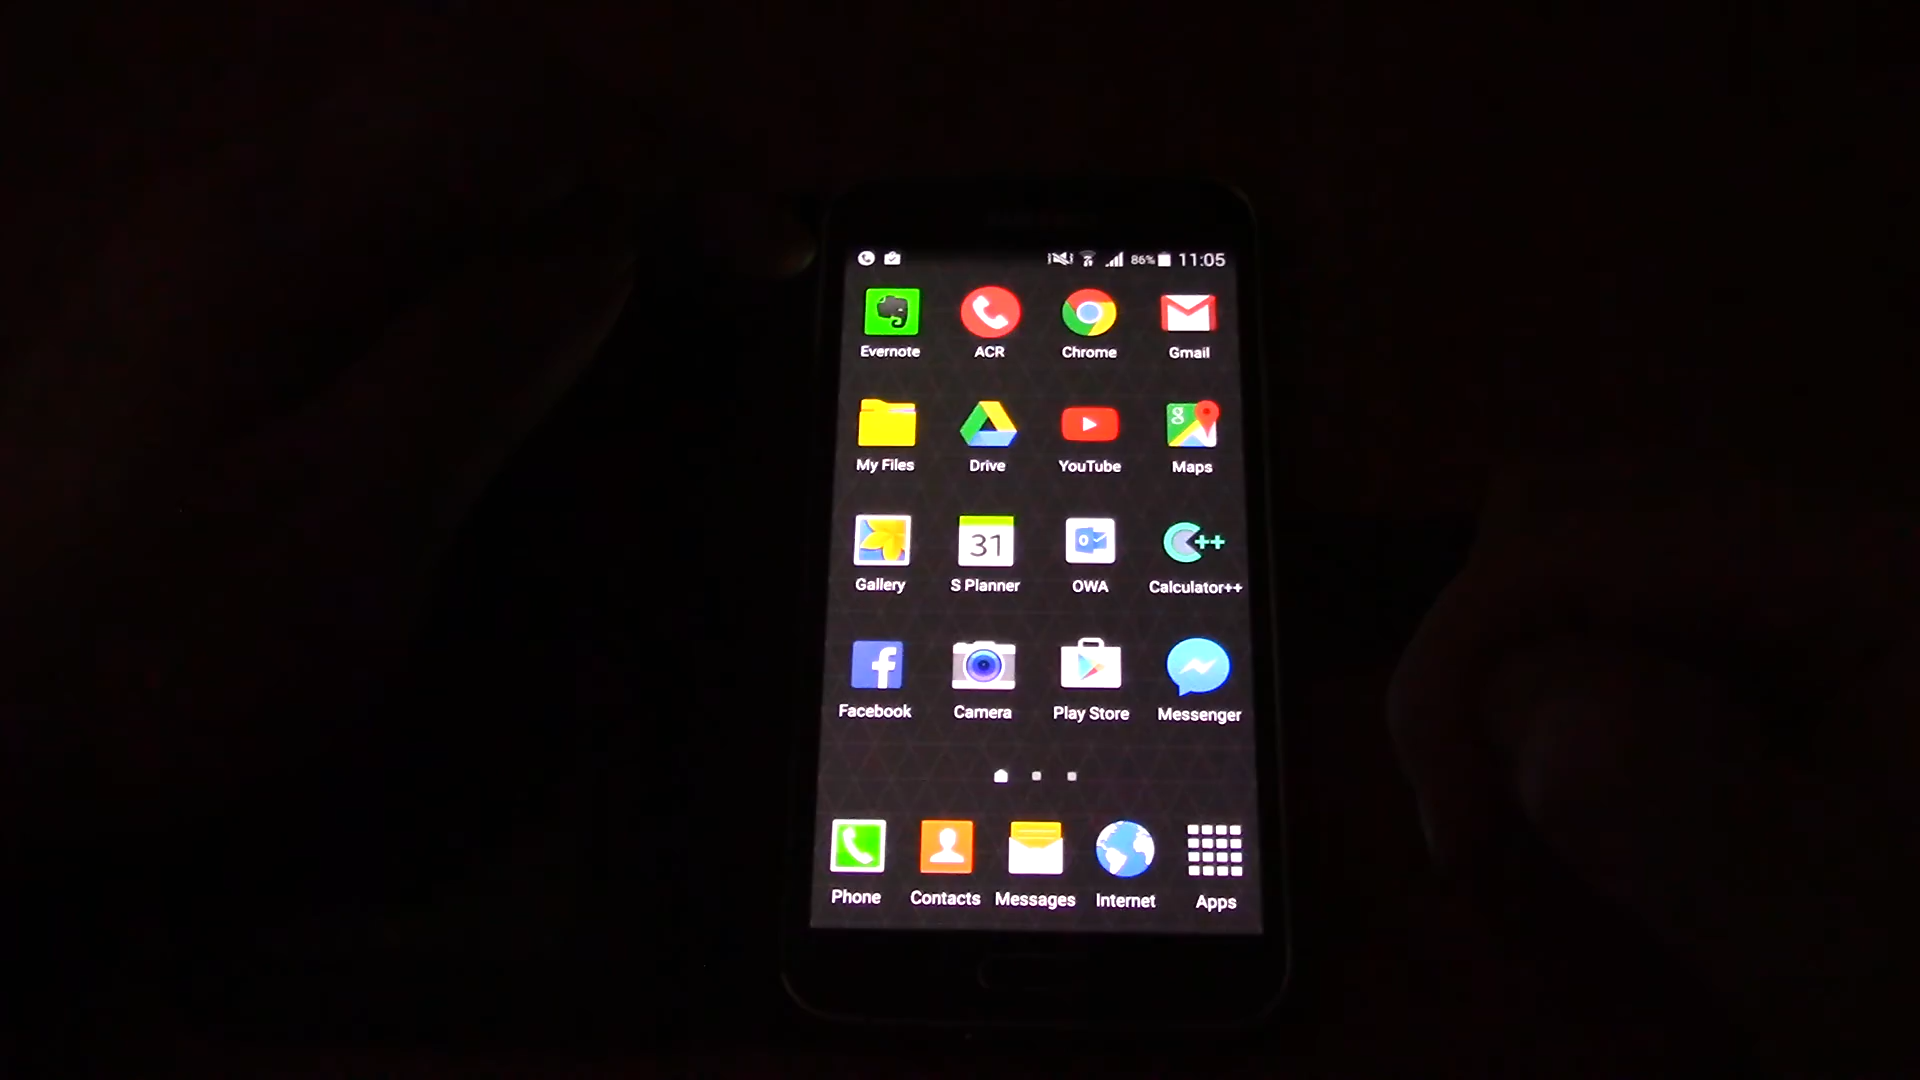 86% 11:05
Evernote ACR Chrome Gmail
g
My Files Drive YouTube Maps
31 O C++
Gallery S Planner OWA Calculator++
f
Facebook Camera Play Store Messenger
Phone Contacts Messages Internet Apps